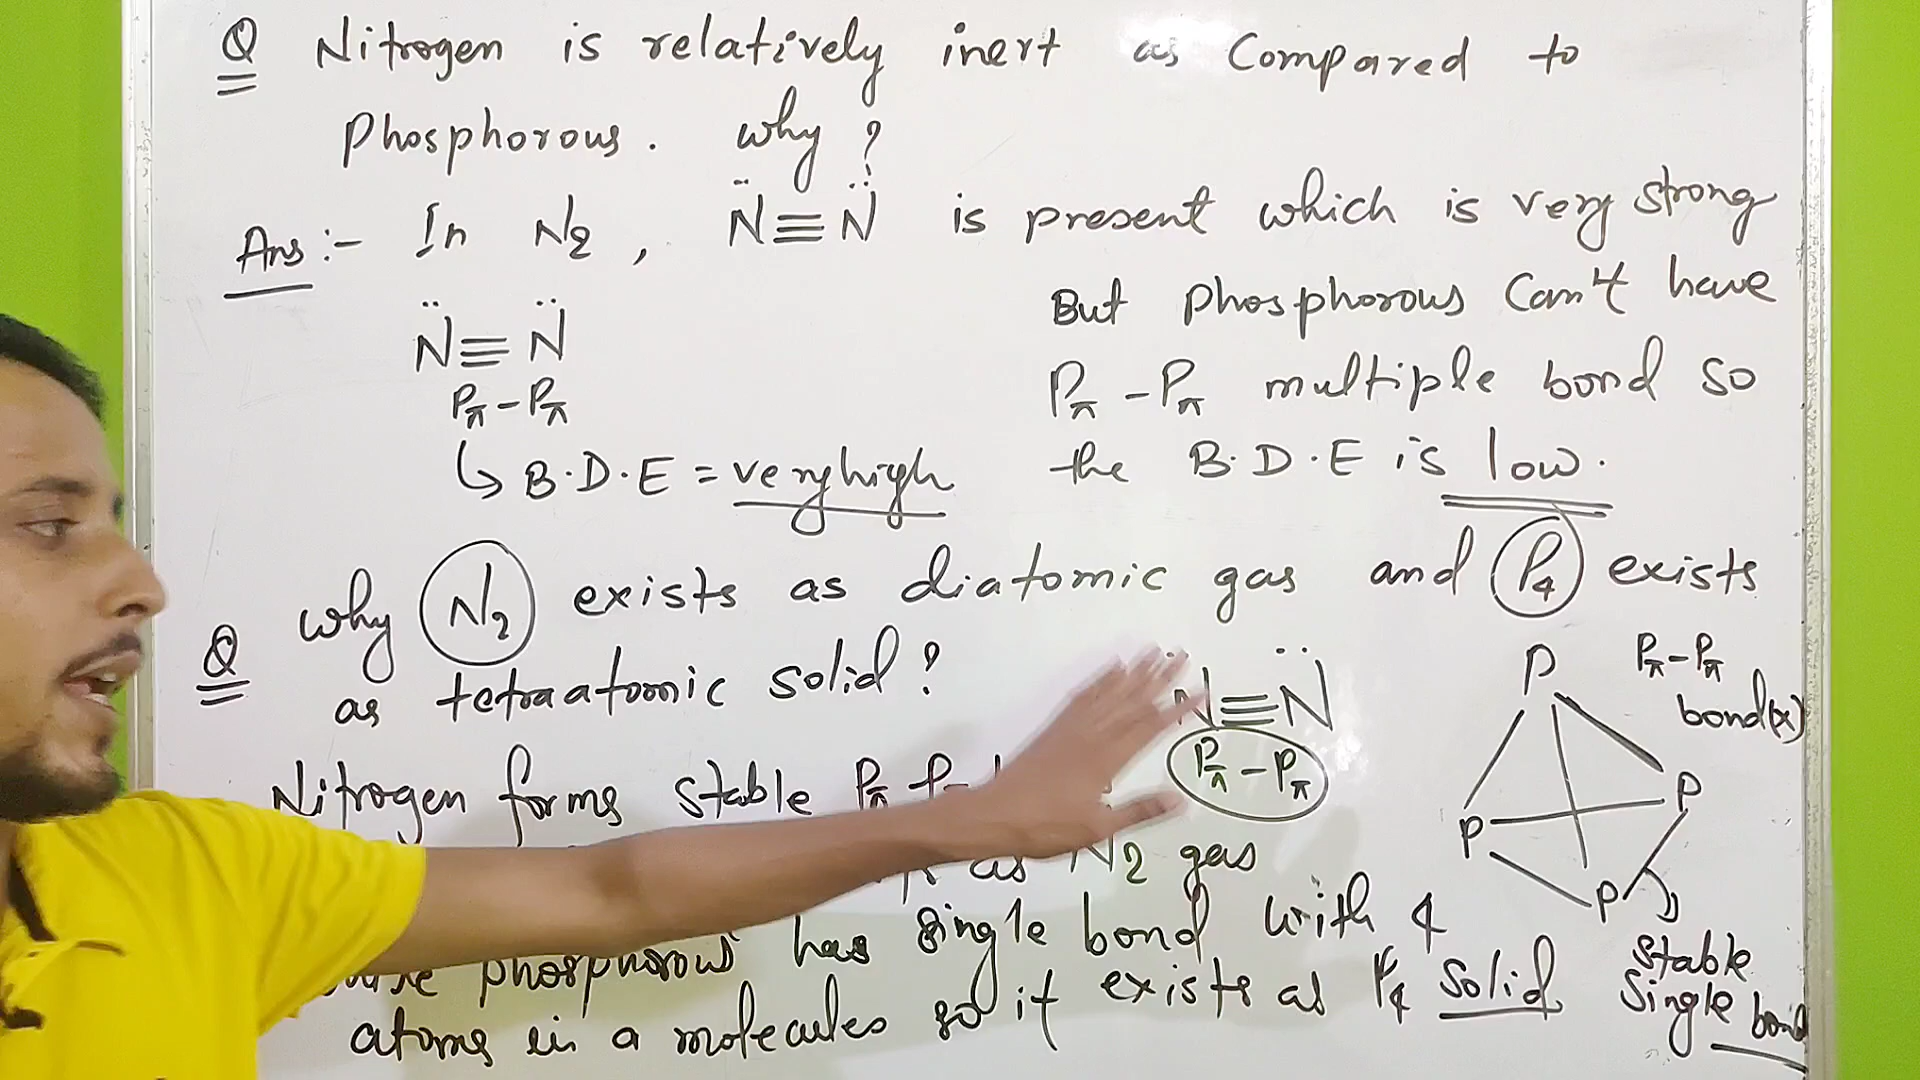 Q Nitrogen is relatively inert as Compared to
Phosphorous. why?
Ans:- In N2, N̈≡N̈ is present which is very strong
N̈≡N̈
Pπ-Pπ
↳ B.D.E = very high
But phosphorous Can't have
Pπ-Pπ multiple bond so
the B.D.E is low.
Q why N2 exists as diatomic gas and P4 exists
as tetraatomic solid?
N≡N̈
Pπ-Pπ
P
P
P
P
Pπ-Pπ
bond(x)
Stable
Single bond
Nitrogen forms stable Pπ
as N2 gas
phosphorous has single bond with 4
atoms in a molecules so it exists as P4 Solid